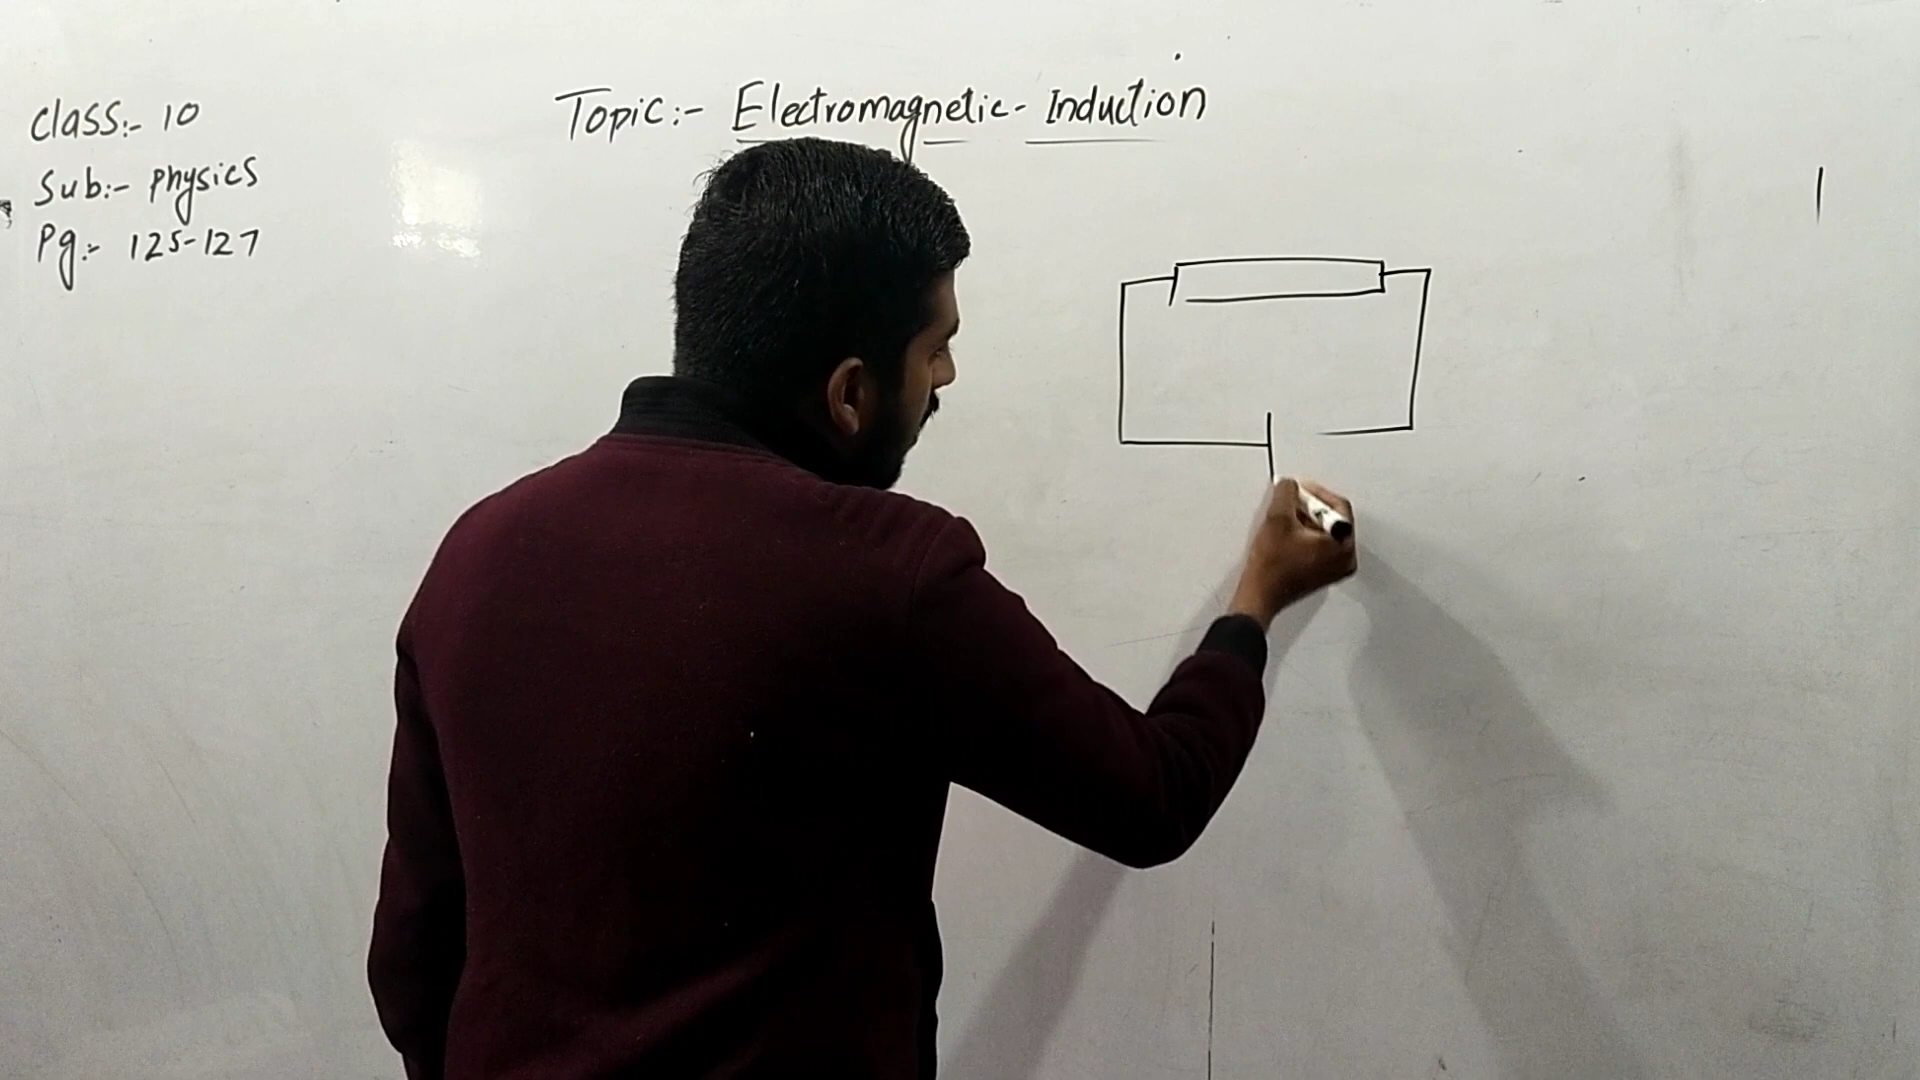 Topic:- Electromagnetic- Induction
Class:- 10
Sub:- Physics
Pg:- 125-127